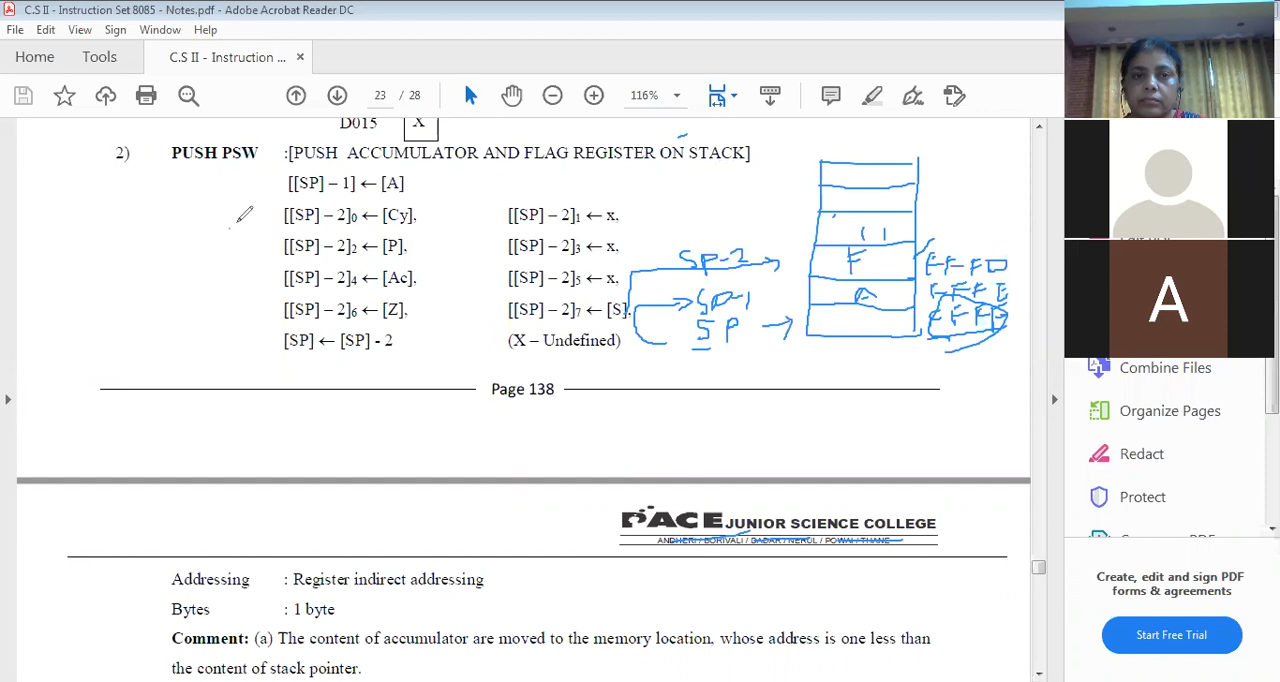 C.S II - Instruction Set 8085 - Notes.pdf - Adobe Acrobat Reader DC
File Edit View Sign Window Help
Home Tools C.S II - Instruction ... ×
23 / 28 116%
D015 X
2) PUSH PSW :[PUSH ACCUMULATOR AND FLAG REGISTER ON STACK]
[[SP] – 1] ← [A]
[[SP] – 2]0 ← [Cy], [[SP] – 2]1 ← x,
[[SP] – 2]2 ← [P], [[SP] – 2]3 ← x,
[[SP] – 2]4 ← [Ac], [[SP] – 2]5 ← x,
[[SP] – 2]6 ← [Z], [[SP] – 2]7 ← [S].
[SP] ← [SP] - 2 (X – Undefined)
SP-2 → F FFFD
SP-1 A FFFE
SP → FFFF
Page 138
PACE JUNIOR SCIENCE COLLEGE
ANDHERI / BORIVALI / DADAR / NERUL / POWAI / THANE
Addressing : Register indirect addressing
Bytes : 1 byte
Comment: (a) The content of accumulator are moved to the memory location, whose address is one less than
the content of stack pointer.
A
Combine Files
Organize Pages
Redact
Protect
Create, edit and sign PDF
forms & agreements
Start Free Trial